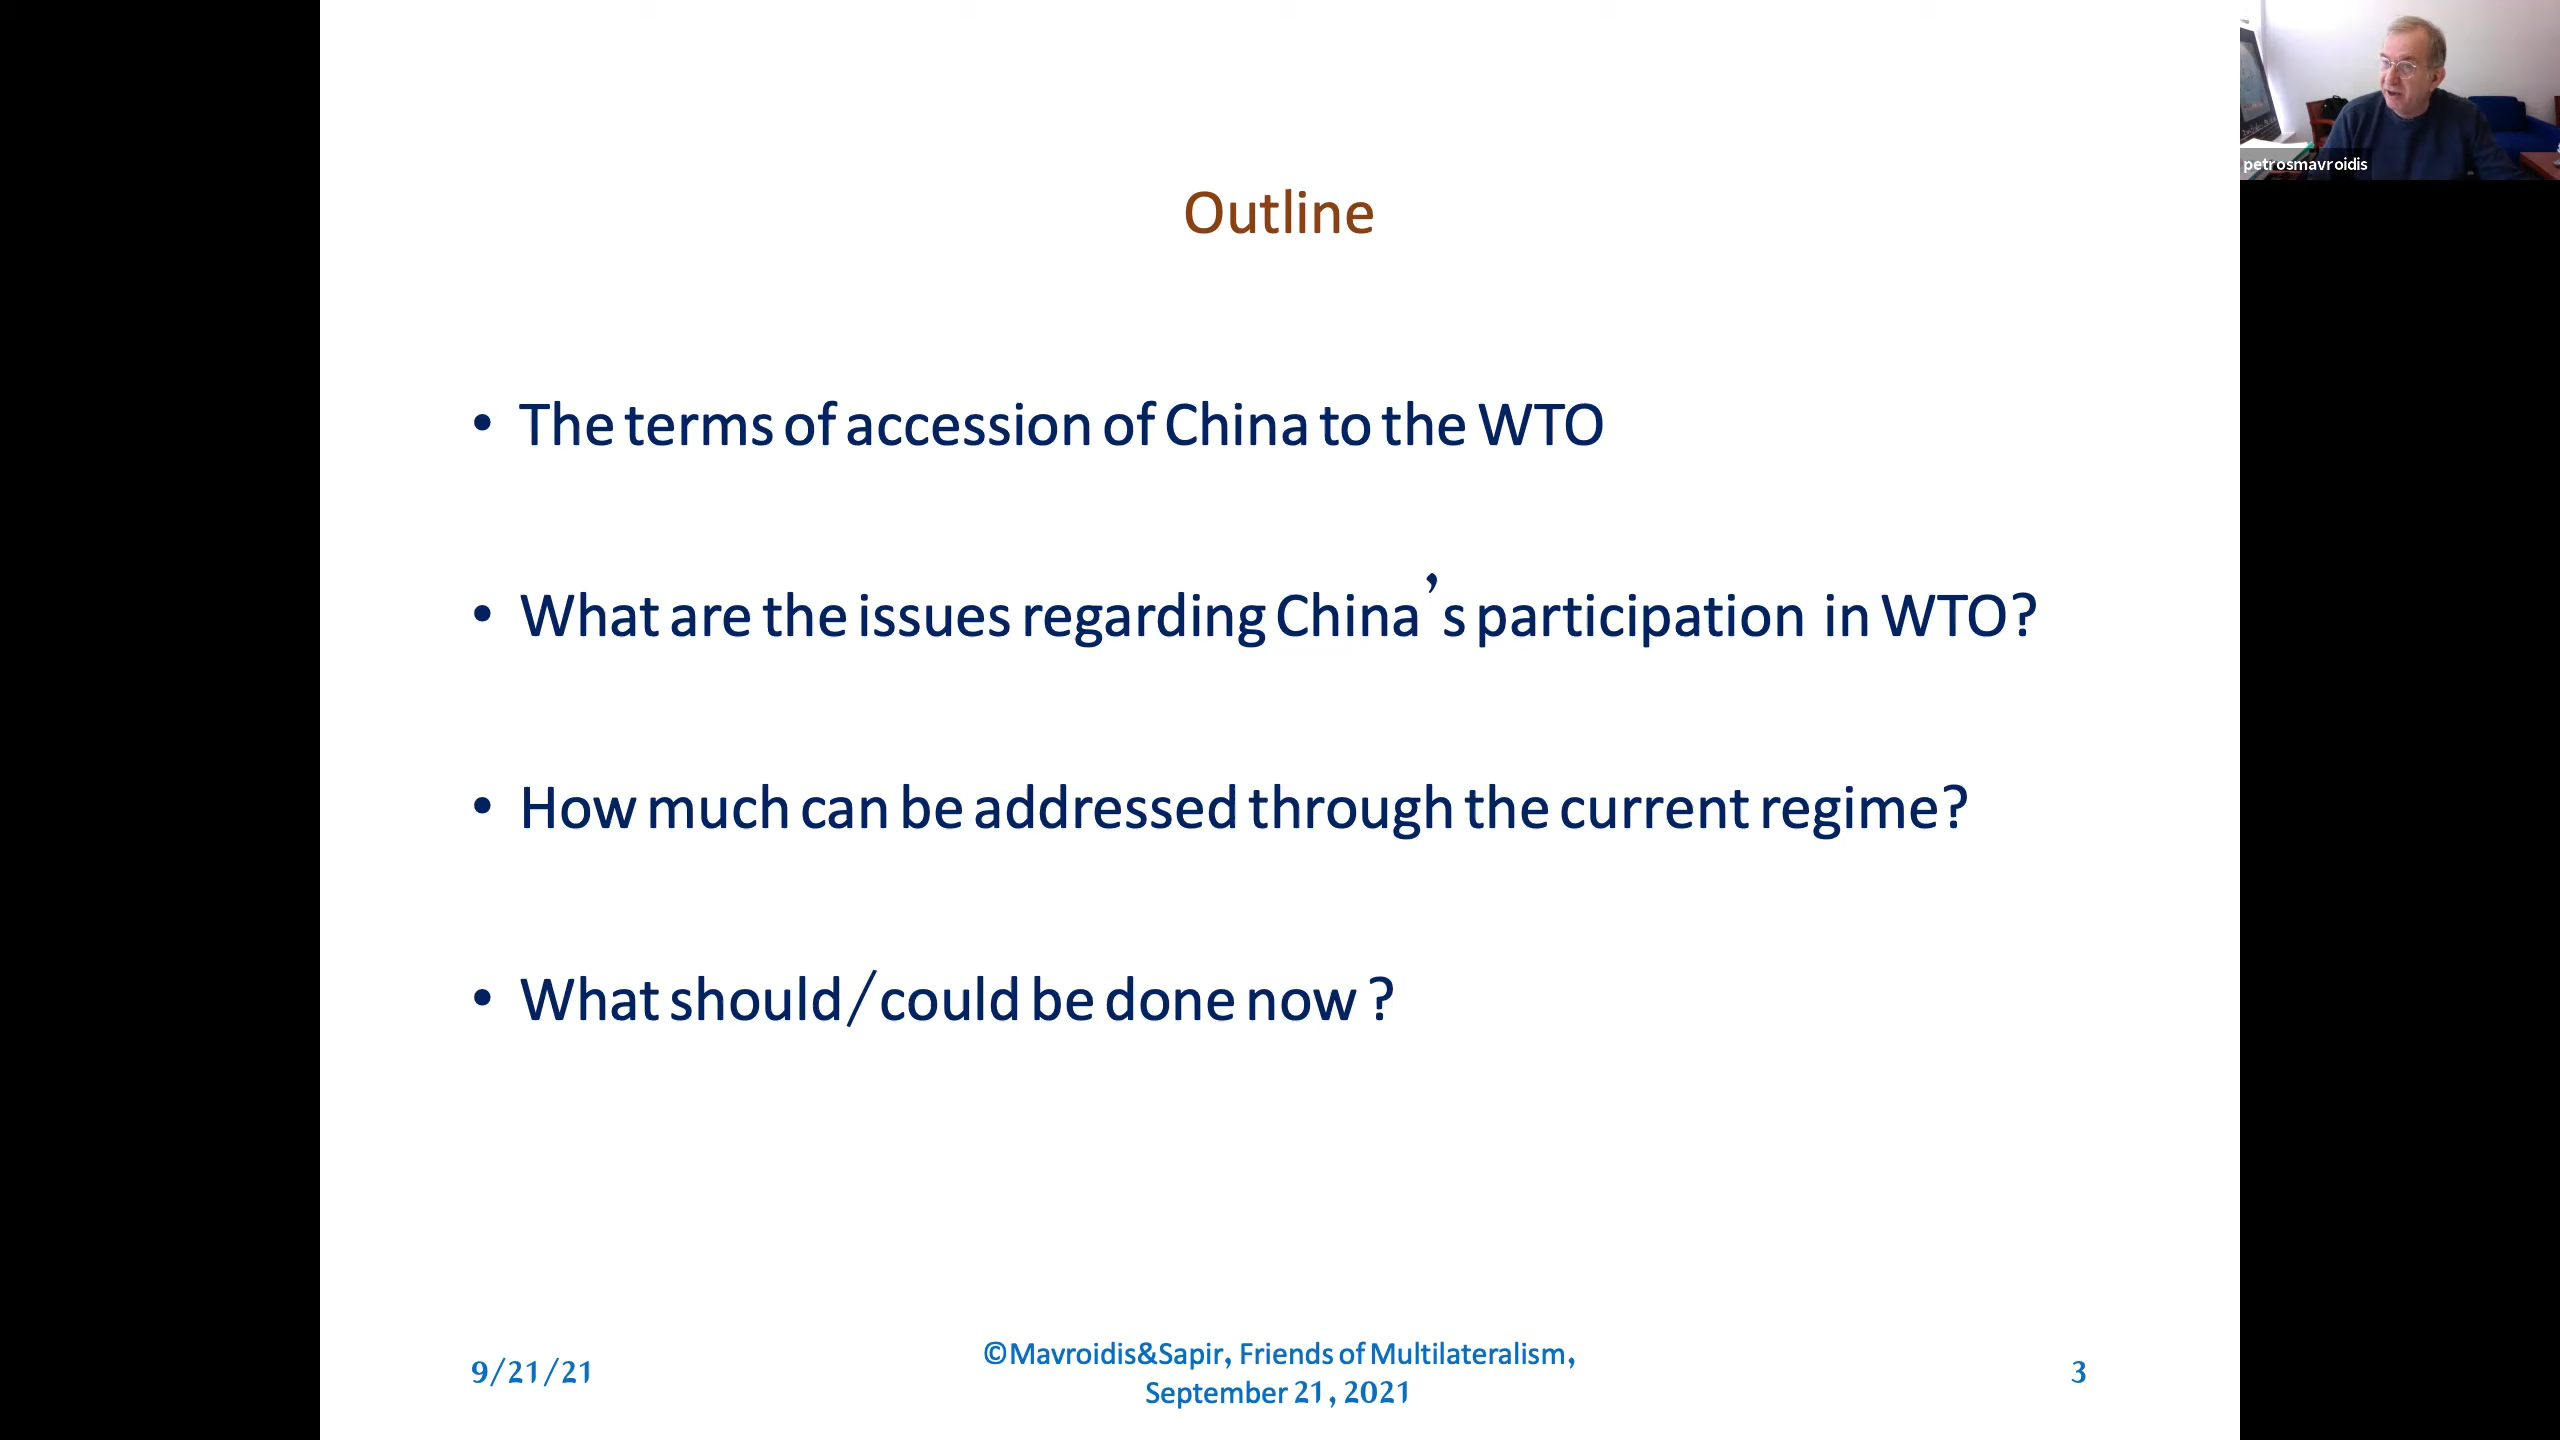 petrosmavroidis
Outline
• The terms of accession of China to the WTO
• What are the issues regarding China’s participation in WTO?
• How much can be addressed through the current regime?
• What should/could be done now ?
9/21/21
©Mavroidis&Sapir, Friends of Multilateralism,
September 21, 2021
3